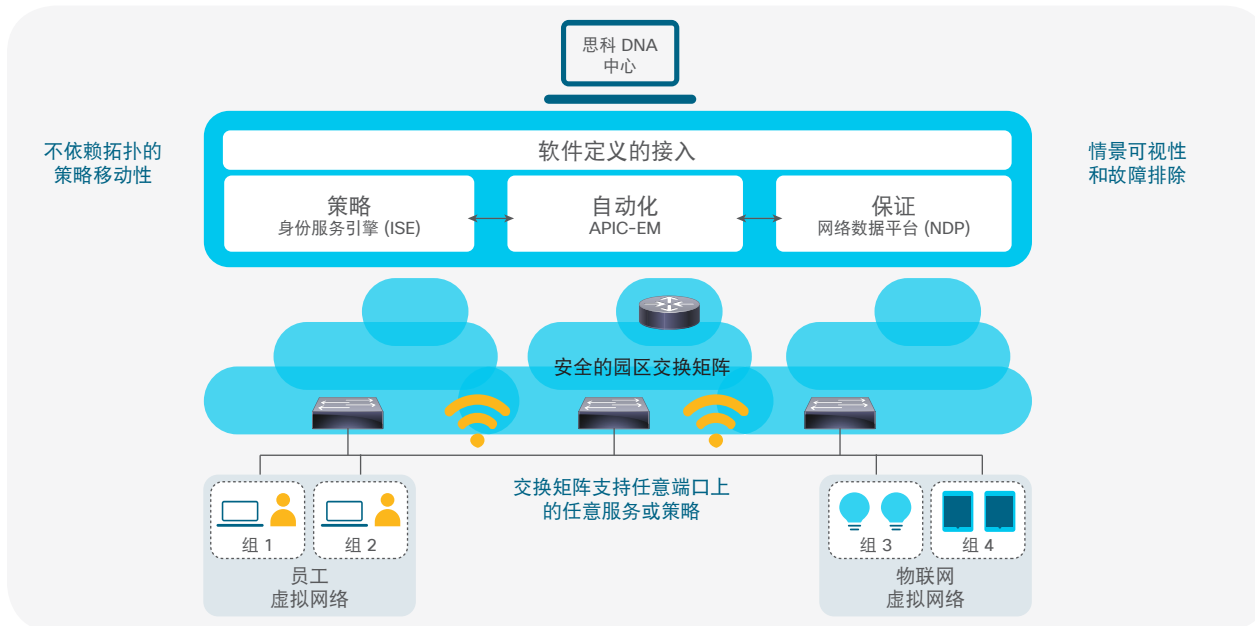 思科 DNA
中心
不依赖拓扑的
策略移动性
软件定义的接入
情景可视性
和故障排除
策略
身份服务引擎 (ISE)
自动化
APIC-EM
保证
网络数据平台 (NDP)
安全的园区交换矩阵
交换矩阵支持任意端口上
的任意服务或策略
组 1
组 2
组 3
组 4
员工
虚拟网络
物联网
虚拟网络